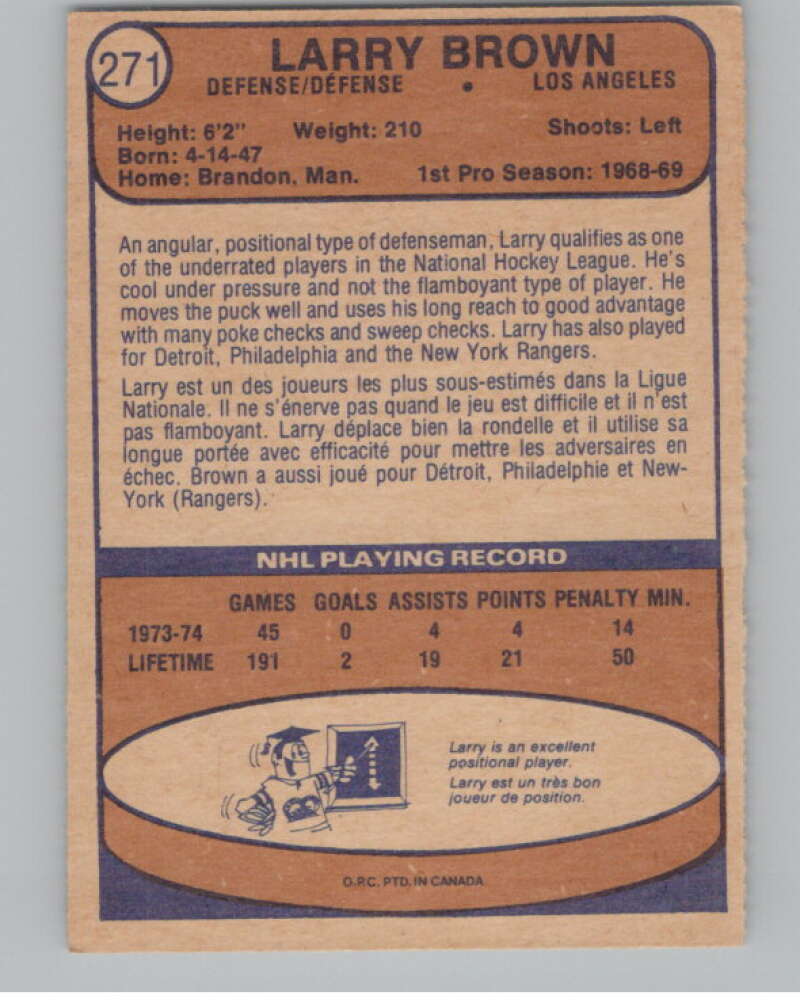 271
LARRY BROWN
DEFENSE/DÉFENSE • LOS ANGELES
Height: 6'2" Weight: 210 Shoots: Left
Born: 4-14-47
Home: Brandon, Man. 1st Pro Season: 1968-69
An angular, positional type of defenseman, Larry qualifies as one
of the underrated players in the National Hockey League. He's
cool under pressure and not the flamboyant type of player. He
moves the puck well and uses his long reach to good advantage
with many poke checks and sweep checks. Larry has also played
for Detroit, Philadelphia and the New York Rangers.
Larry est un des joueurs les plus sous-estimés dans la Ligue
Nationale. Il ne s'énerve pas quand le jeu est difficile et il n'est
pas flamboyant. Larry déplace bien la rondelle et il utilise sa
longue portée avec efficacité pour mettre les adversaires en
échec. Brown a aussi joué pour Détroit, Philadelphie et New-
York (Rangers).
NHL PLAYING RECORD
GAMES GOALS ASSISTS POINTS PENALTY MIN.
1973-74 45 0 4 4 14
LIFETIME 191 2 19 21 50
Larry is an excellent
positional player.
Larry est un très bon
joueur de position.
O.P.C. PTD. IN CANADA